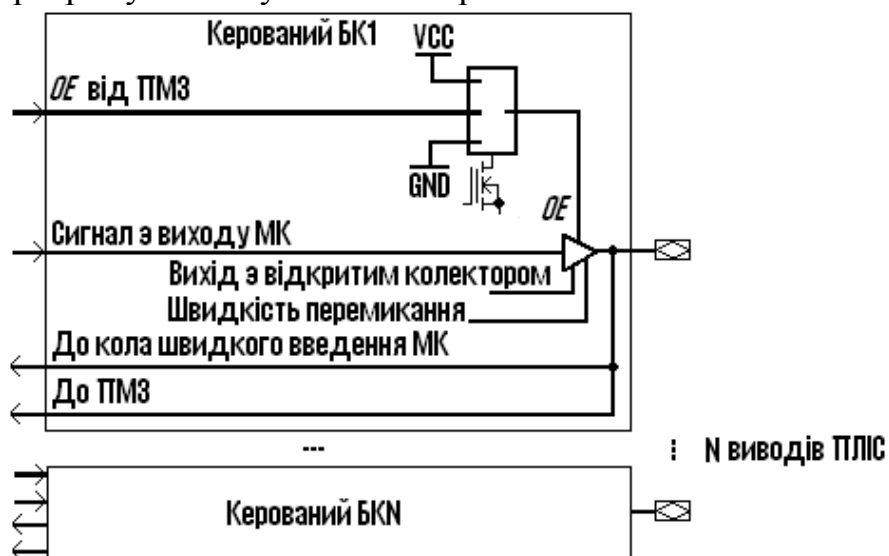 Керований БК1
VCC
OE від ПМЗ
GND
OE
Сигнал з виходу МК
Вихід з відкритим колектором
Швидкість перемикання
До кола швидкого введення МК
До ПМЗ
...
⋮ N виводів ПЛІС
Керований БКN